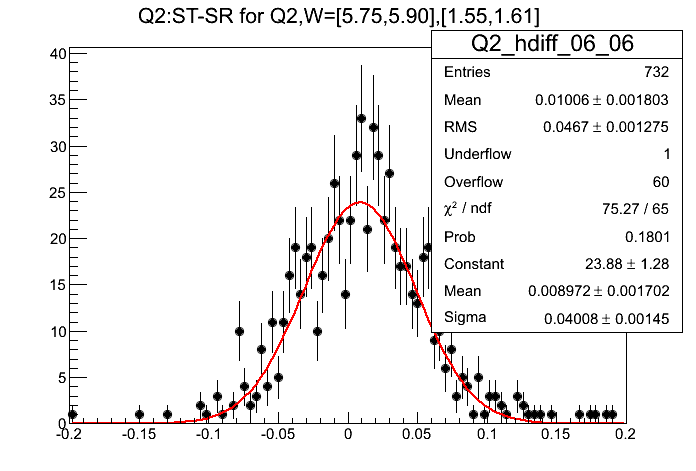 Q2:ST-SR for Q2,W=[5.75,5.90],[1.55,1.61]
Q2_hdiff_06_06
Entries 732
Mean 0.01006 ± 0.001803
RMS 0.0467 ± 0.001275
Underflow 1
Overflow 60
χ² / ndf 75.27 / 65
Prob 0.1801
Constant 23.88 ± 1.28
Mean 0.008972 ± 0.001702
Sigma 0.04008 ± 0.00145
40
35
30
25
20
15
10
5
0
-0.2 -0.15 -0.1 -0.05 0 0.05 0.1 0.15 0.2